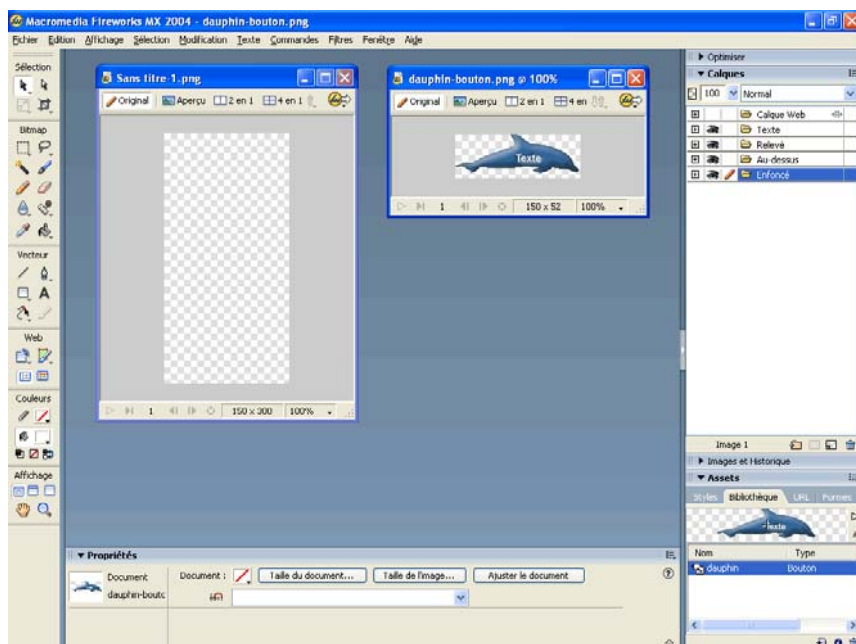 Macromedia Fireworks MX 2004 - dauphin-bouton.png
Fichier Edition Affichage Sélection Modification Texte Commandes Filtres Fenêtre Aide
Sélection
Bitmap
Vecteur
Web
Couleurs
Affichage
Sans titre-1.png
Original Aperçu 2 en 1 4 en 1
1 150 x 300 100%
dauphin-bouton.png @ 100%
Original Aperçu 2 en 1 4 en
Texte
1 150 x 52 100%
Optimiser
Calques
100 Normal
Calque Web
Texte
Relevé
Au-dessus
Enfoncé
Image 1
Images et Historique
Assets
Styles Bibliothèque URL Formes
Texte
Nom Type
dauphin Bouton
Propriétés
Document Document : Taille du document... Taille de l'image... Ajuster le document
dauphin-boutc